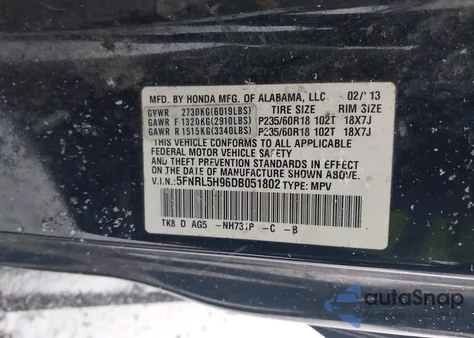 MFD. BY HONDA MFG. OF ALABAMA, LLC 02/'13
GVWR 2730KG(6019LBS) TIRE SIZE RIM SIZE
GAWR F 1320KG(2910LBS) P235/60R18 102T 18X7J
GAWR R 1515KG(3340LBS) P235/60R18 102T 18X7J
THIS VEHICLE CONFORMS TO ALL APPLICABLE
FEDERAL MOTOR VEHICLE SAFETY AND
THEFT PREVENTION STANDARDS IN EFFECT
ON THE DATE OF MANUFACTURE SHOWN ABOVE.
V.I.N.:5FNRL5H96DB051802 TYPE: MPV
TK8 D AG5 -NH731P -C -B
autoSnap